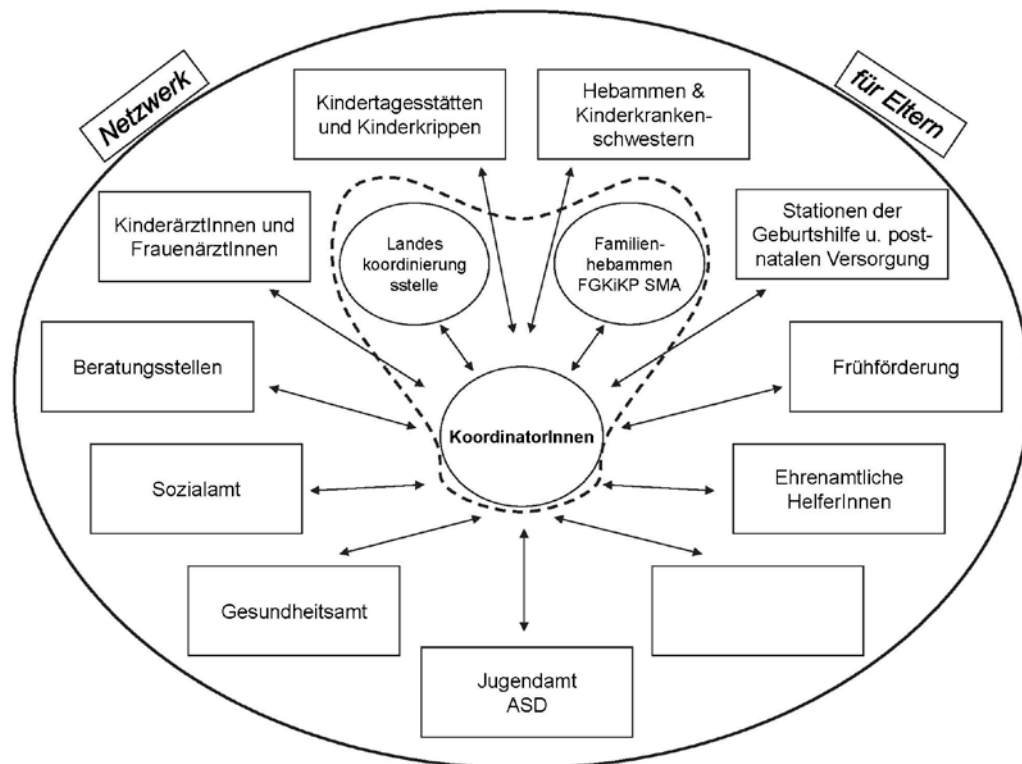 Netzwerk
für Eltern
Kindertagesstätten
und Kinderkrippen
Hebammen &
Kinderkranken-
schwestern
KinderärztInnen und
FrauenärztInnen
Landes
koordinierung
sstelle
Familien-
hebammen
FGKiKP SMA
Stationen der
Geburtshilfe u. post-
natalen Versorgung
Beratungsstellen
Frühförderung
KoordinatorInnen
Sozialamt
Ehrenamtliche
HelferInnen
Gesundheitsamt
Jugendamt
ASD